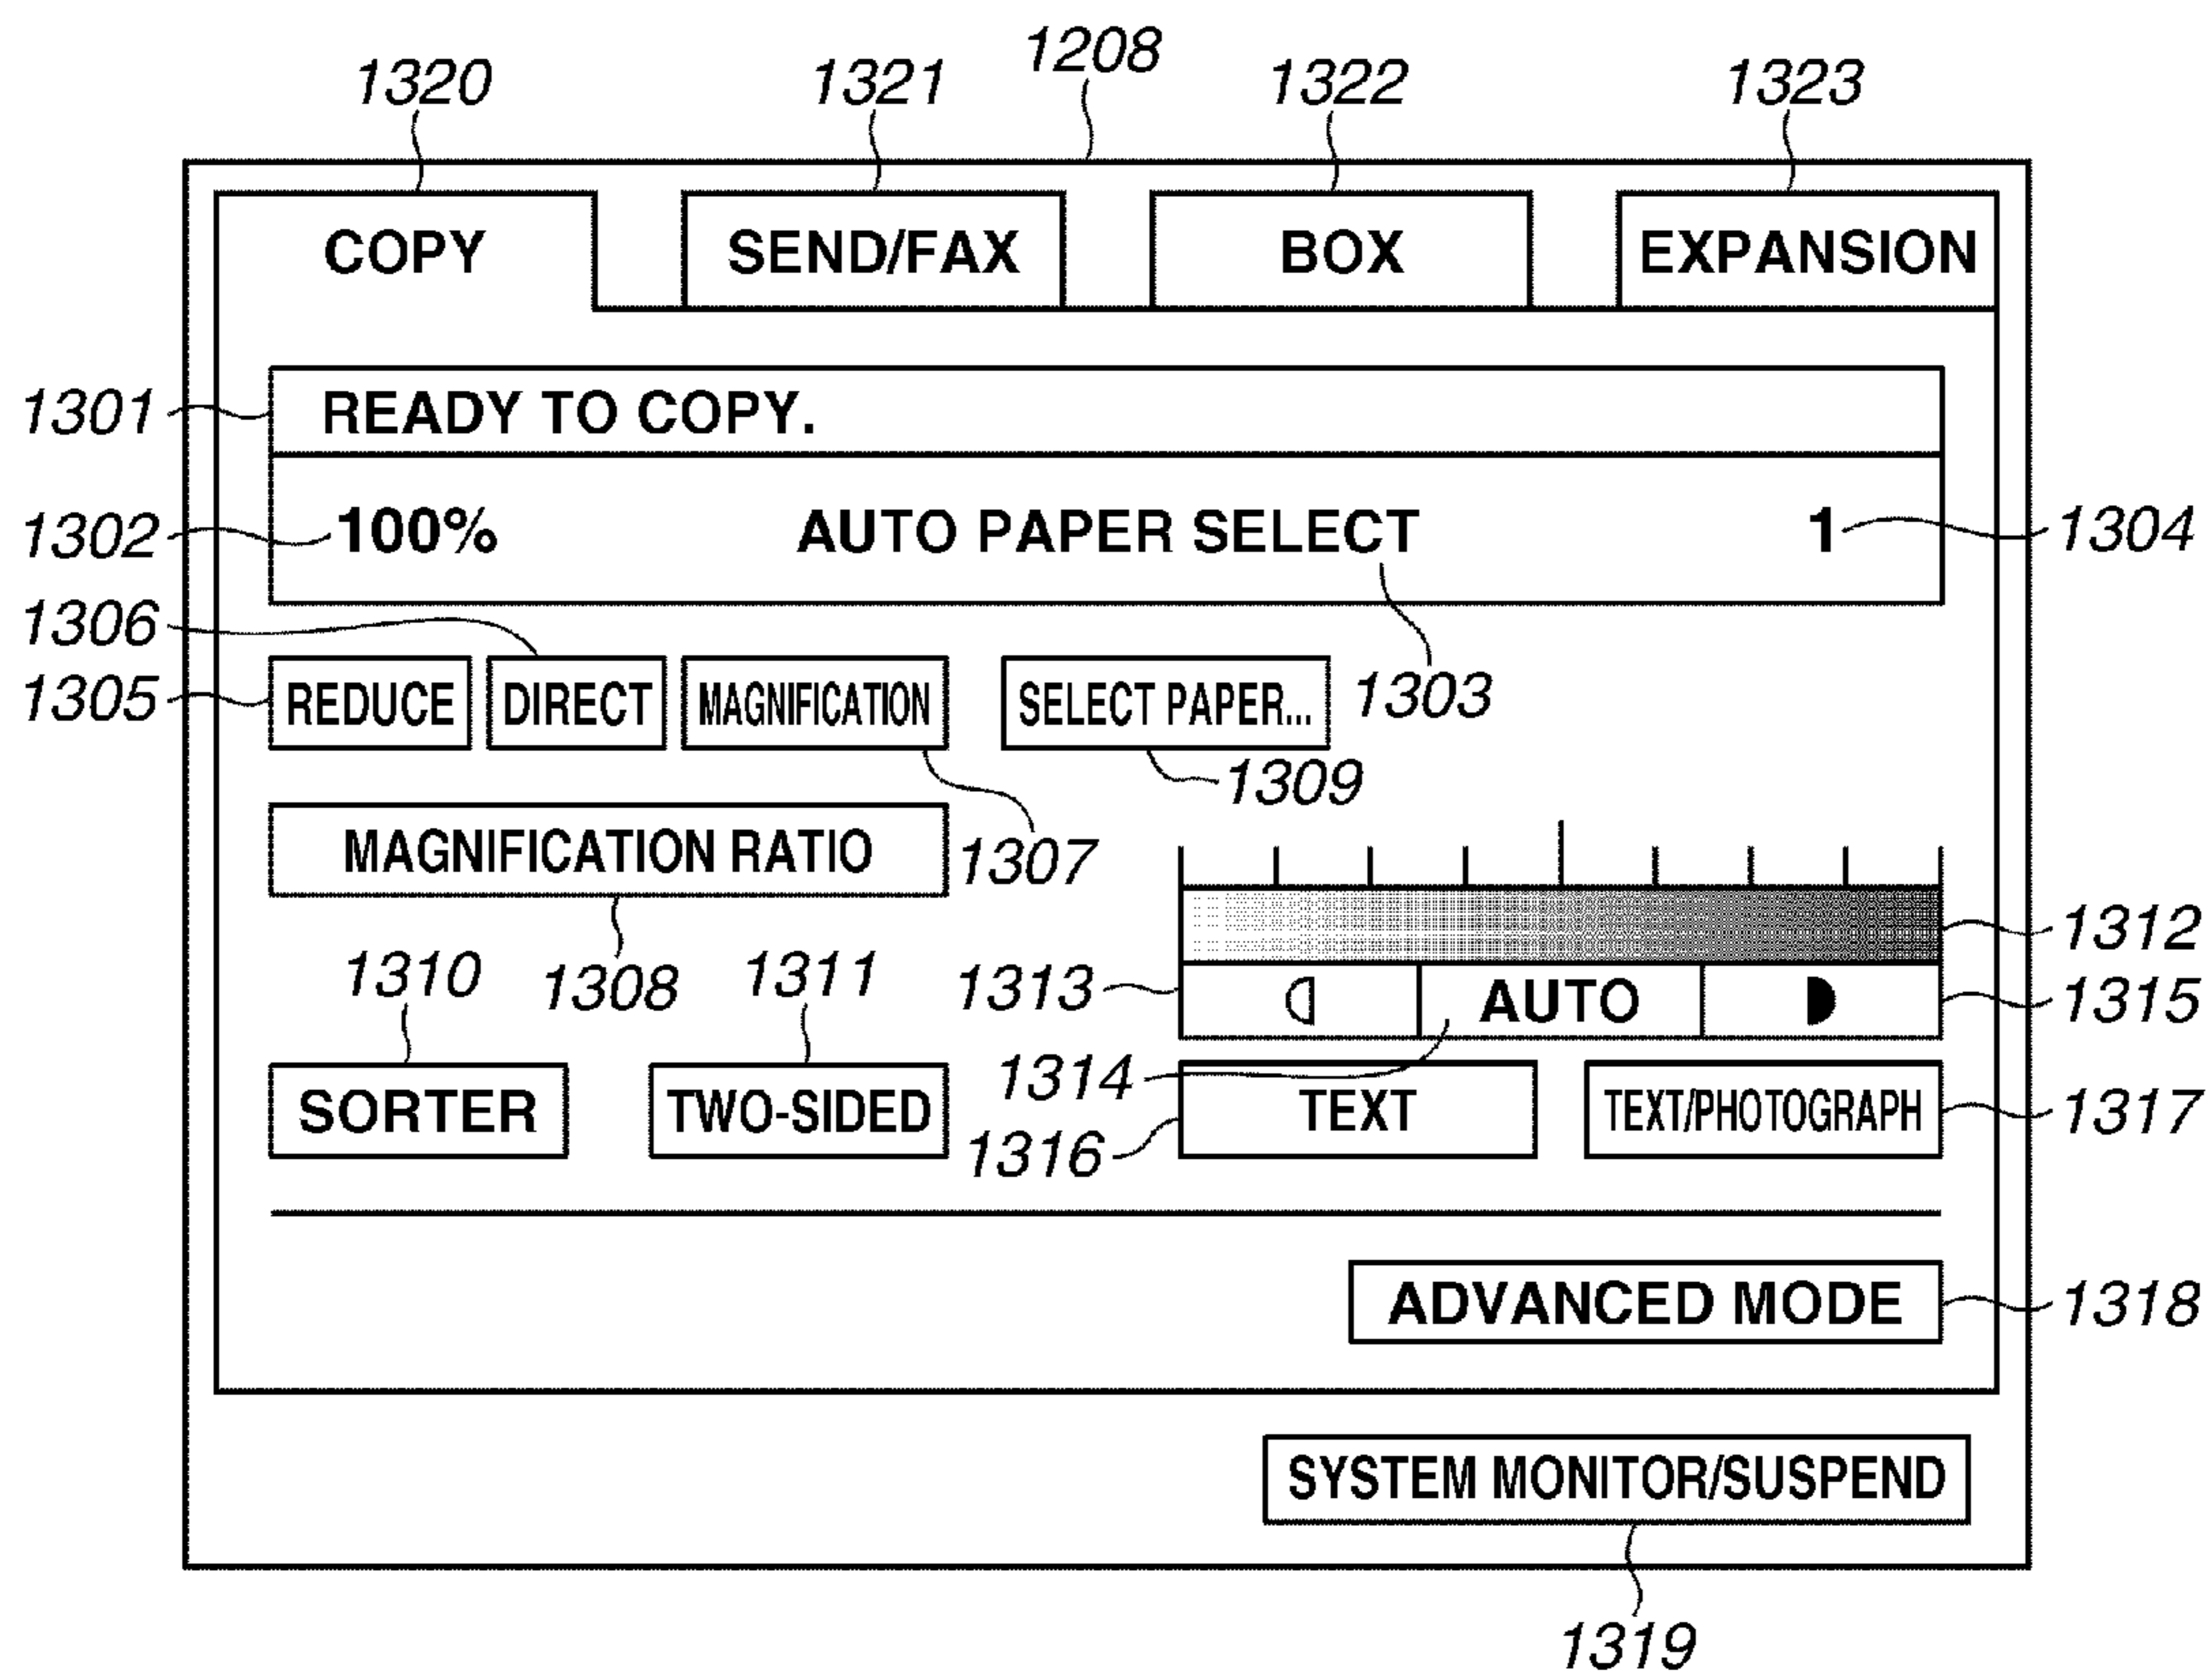 1208
1320 1321 1322 1323
COPY SEND/FAX BOX EXPANSION
1301 READY TO COPY.
1302 100% AUTO PAPER SELECT 1 1304
1306
1305 REDUCE DIRECT MAGNIFICATION SELECT PAPER... 1303
1309
MAGNIFICATION RATIO 1307
1312
1310 1308 1311 1313 AUTO 1315
1314
SORTER TWO-SIDED TEXT TEXT/PHOTOGRAPH 1317
1316
ADVANCED MODE 1318
SYSTEM MONITOR/SUSPEND
1319